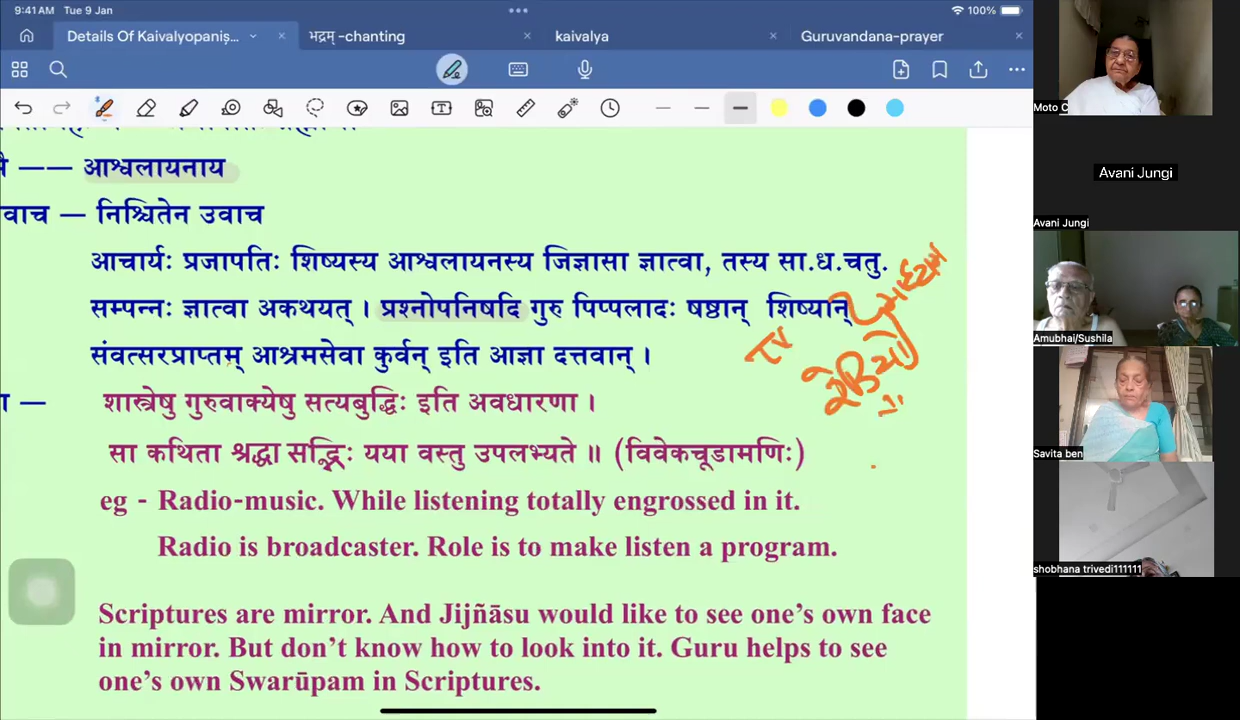 9:41 AM Tue 9 Jan
100%
Details Of Kaivalyopaniṣ...
भद्रम् -chanting
kaivalya
Guruvandana-prayer
—— आश्वलायनाय
वाच — निश्चितेन उवाच
आचार्यः प्रजापतिः शिष्यस्य आश्वलायनस्य जिज्ञासा ज्ञात्वा, तस्य सा.ध.चतु.
सम्पन्नः ज्ञात्वा अकथयत् । प्रश्नोपनिषदि गुरु पिप्पलादः षष्ठान् शिष्यान्
संवत्सरप्राप्तम् आश्रमसेवा कुर्वन् इति आज्ञा दत्तवान् ।
शास्त्रेषु गुरुवाक्येषु सत्यबुद्धिः इति अवधारणा ।
सा कथिता श्रद्धा सद्भिः यया वस्तु उपलभ्यते ॥ (विवेकचूडामणिः)
eg - Radio-music. While listening totally engrossed in it.
Radio is broadcaster. Role is to make listen a program.
Scriptures are mirror. And Jijñāsu would like to see one’s own face
in mirror. But don’t know how to look into it. Guru helps to see
one’s own Swarūpam in Scriptures.
Moto C
Avani Jungi
Avani Jungi
Amubhai/Sushila
Savita ben
shobhana trivedi111111